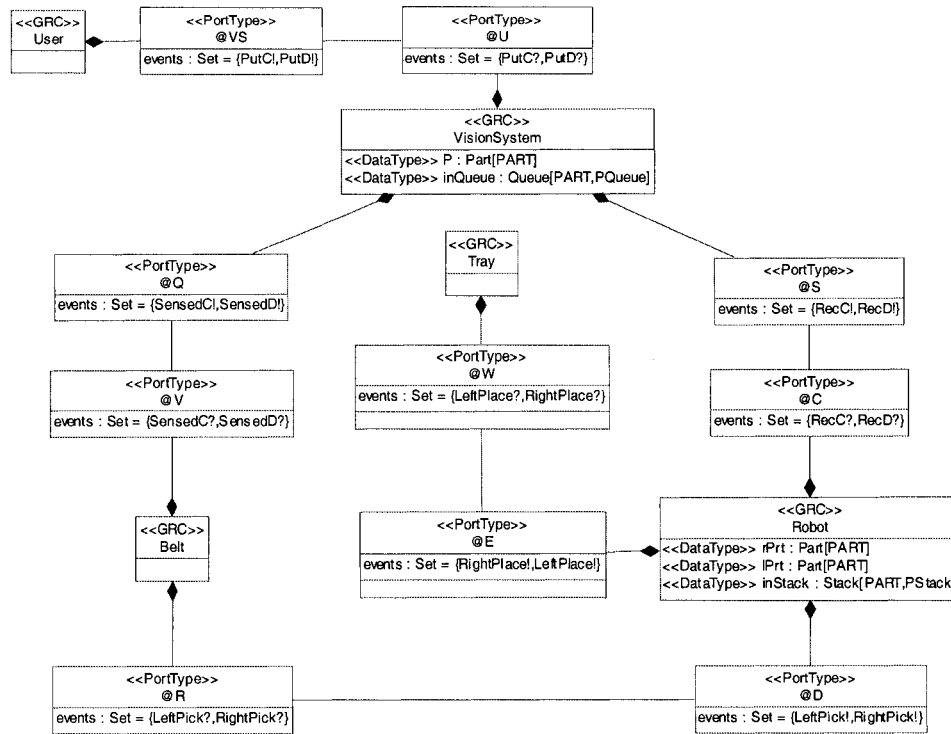 <<GRC>>
User
<<PortType>>
@VS
events : Set = {PutC!,PutD!}
<<PortType>>
@U
events : Set = {PutC?,PutD?}
<<GRC>>
VisionSystem
<<DataType>> P : Part[PART]
<<DataType>> inQueue : Queue[PART,PQueue]
<<PortType>>
@Q
events : Set = {SensedC!,SensedD!}
<<GRC>>
Tray
<<PortType>>
@S
events : Set = {RecC!,RecD!}
<<PortType>>
@V
events : Set = {SensedC?,SensedD?}
<<PortType>>
@W
events : Set = {LeftPlace?,RightPlace?}
<<PortType>>
@C
events : Set = {RecC?,RecD?}
<<GRC>>
Belt
<<PortType>>
@E
events : Set = {RightPlace!,LeftPlace!}
<<GRC>>
Robot
<<DataType>> rPrt : Part[PART]
<<DataType>> lPrt : Part[PART]
<<DataType>> inStack : Stack[PART,PStack
<<PortType>>
@R
events : Set = {LeftPick?,RightPick?}
<<PortType>>
@D
events : Set = {LeftPick!,RightPick!}